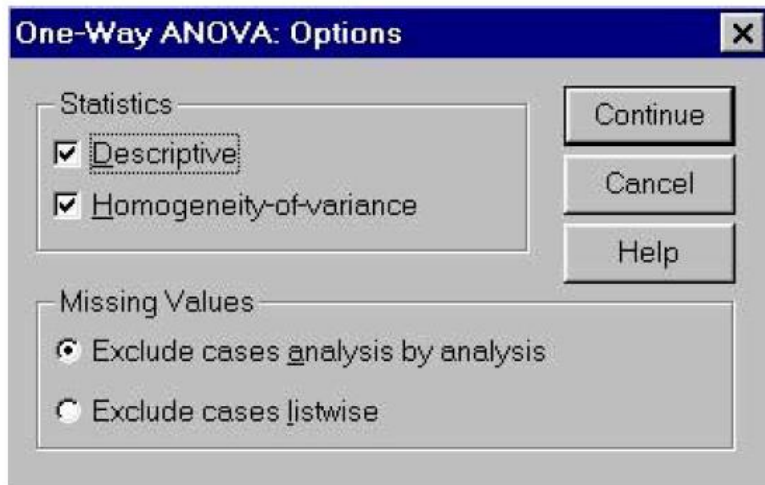 One-Way ANOVA: Options
Statistics
Descriptive
Homogeneity-of-variance
Continue
Cancel
Help
Missing Values
Exclude cases analysis by analysis
Exclude cases listwise